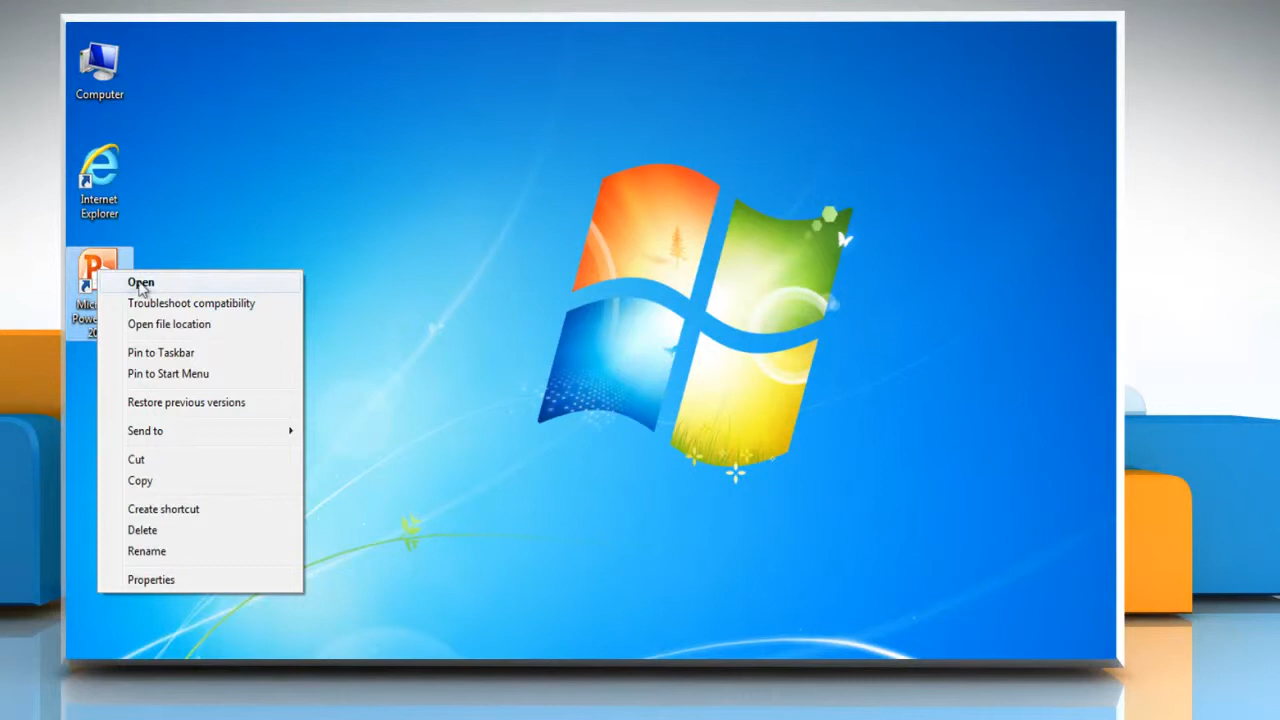 Computer
Internet
Explorer
Open
Troubleshoot compatibility
Open file location
Pin to Taskbar
Pin to Start Menu
Restore previous versions
Send to
Cut
Copy
Create shortcut
Delete
Rename
Properties